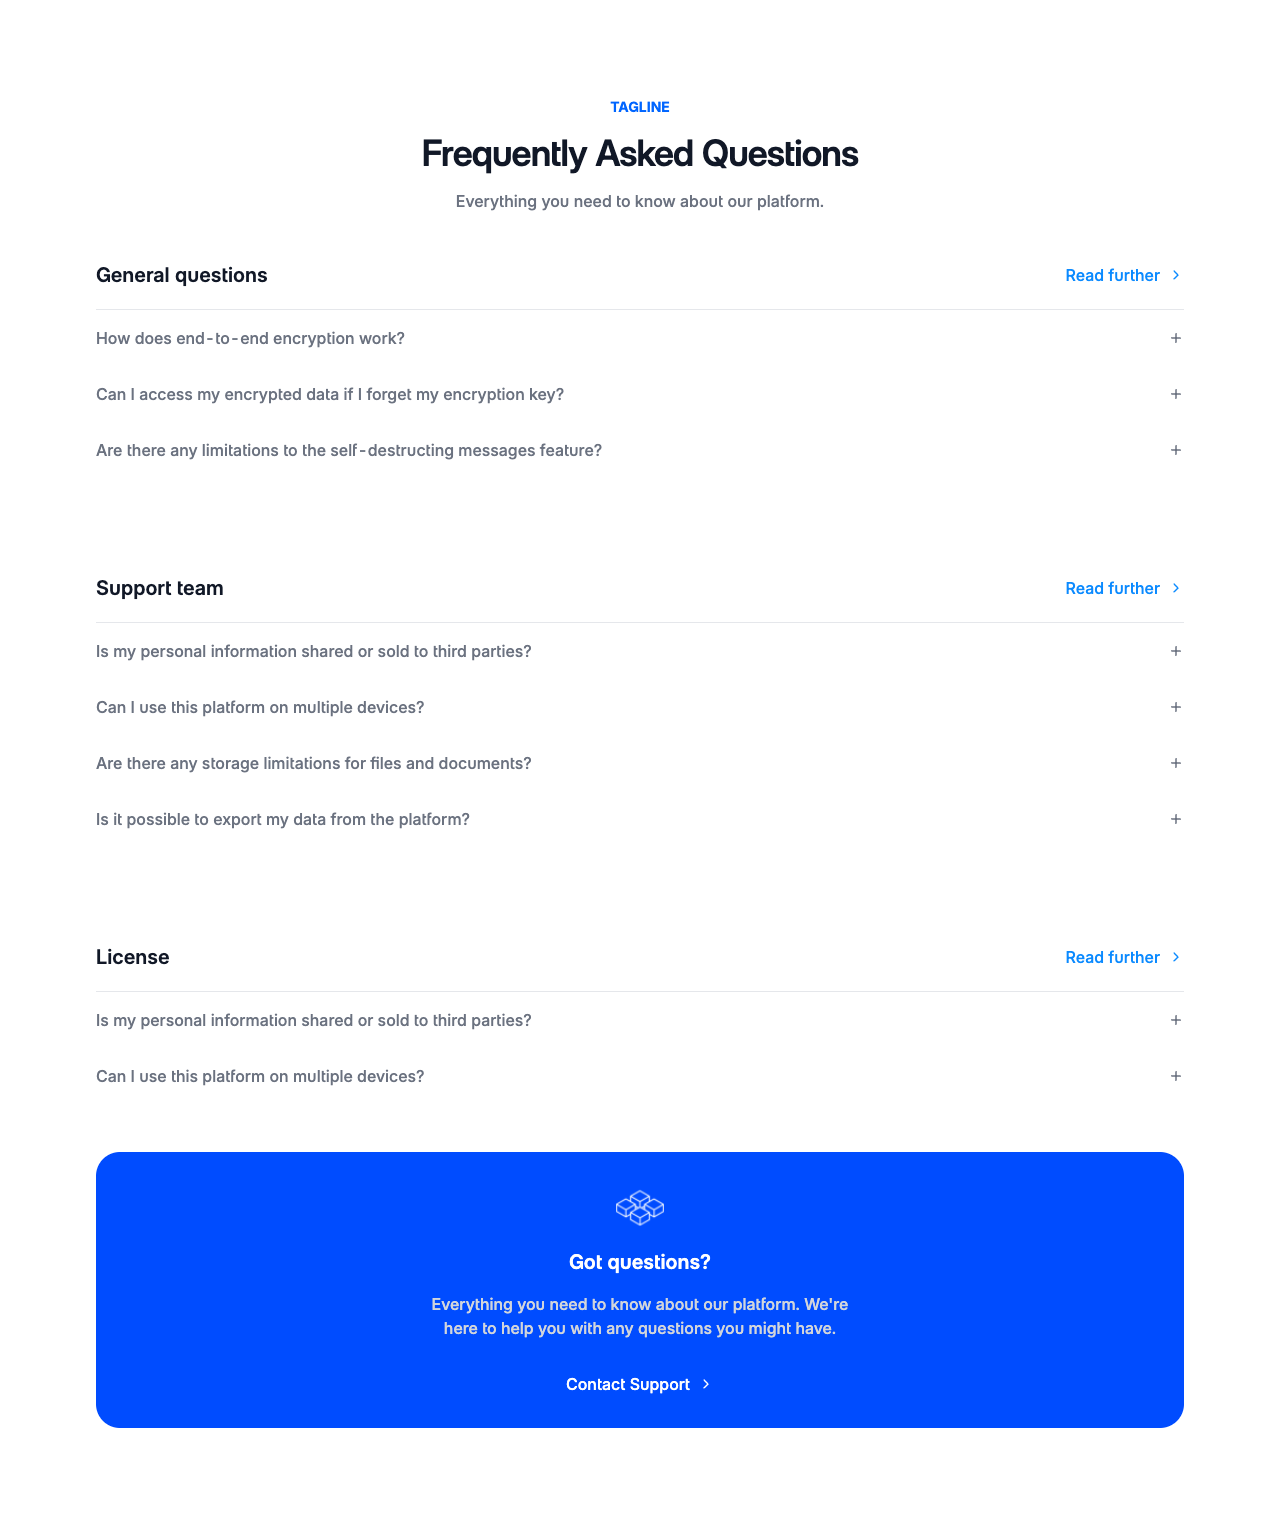 TAGLINE
Frequently Asked Questions
Everything you need to know about our platform.
General questions
Read further
How does end-to-end encryption work?
Can I access my encrypted data if I forget my encryption key?
Are there any limitations to the self-destructing messages feature?
Support team
Read further
Is my personal information shared or sold to third parties?
Can I use this platform on multiple devices?
Are there any storage limitations for files and documents?
Is it possible to export my data from the platform?
License
Read further
Is my personal information shared or sold to third parties?
Can I use this platform on multiple devices?
Got questions?
Everything you need to know about our platform. We're
here to help you with any questions you might have.
Contact Support